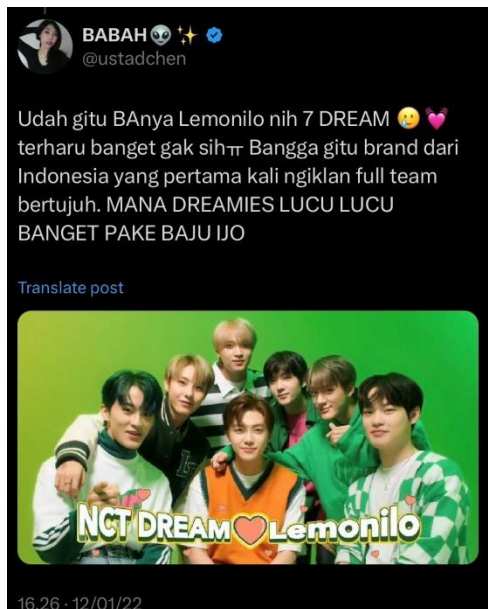 BABAH👽✨
@ustadchen
Udah gitu BAnya Lemonilo nih 7 DREAM 🥲💓
terharu banget gak sihㅠ Bangga gitu brand dari
Indonesia yang pertama kali ngiklan full team
bertujuh. MANA DREAMIES LUCU LUCU
BANGET PAKE BAJU IJO
Translate post
NCT DREAM ♡ Lemonilo
16.26 · 12/01/22